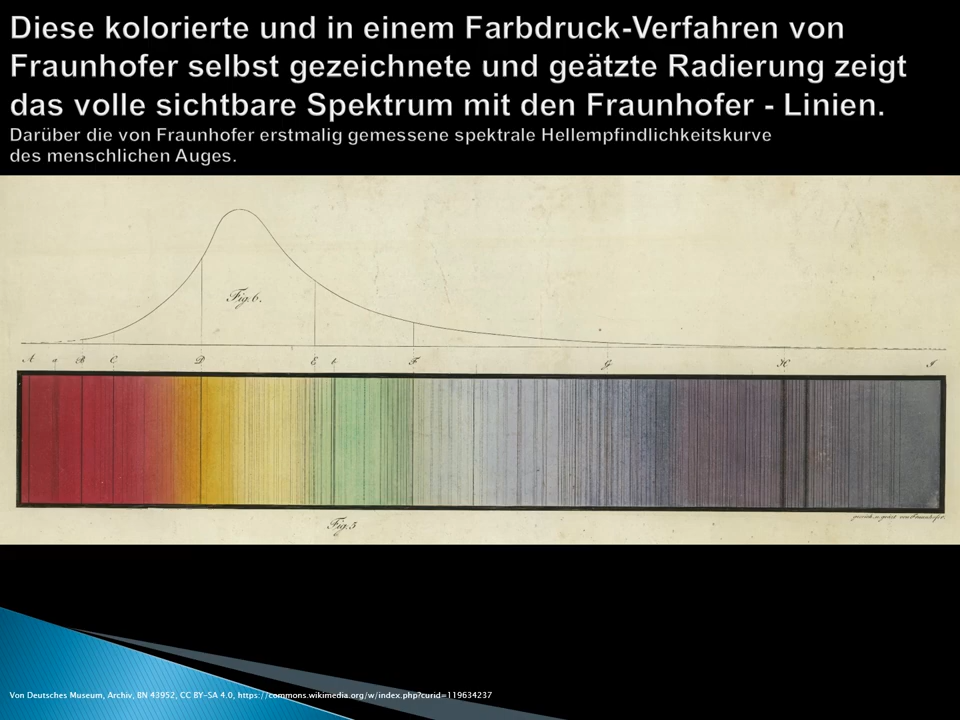 Diese kolorierte und in einem Farbdruck-Verfahren von
Fraunhofer selbst gezeichnete und geätzte Radierung zeigt
das volle sichtbare Spektrum mit den Fraunhofer - Linien.
Darüber die von Fraunhofer erstmalig gemessene spektrale Hellempfindlichkeitskurve
des menschlichen Auges.
Fig. 6.
A a B C D E b F G H I
Fig. 5
Von Deutsches Museum, Archiv, BN 43952, CC BY-SA 4.0, https://commons.wikimedia.org/w/index.php?curid=119634237